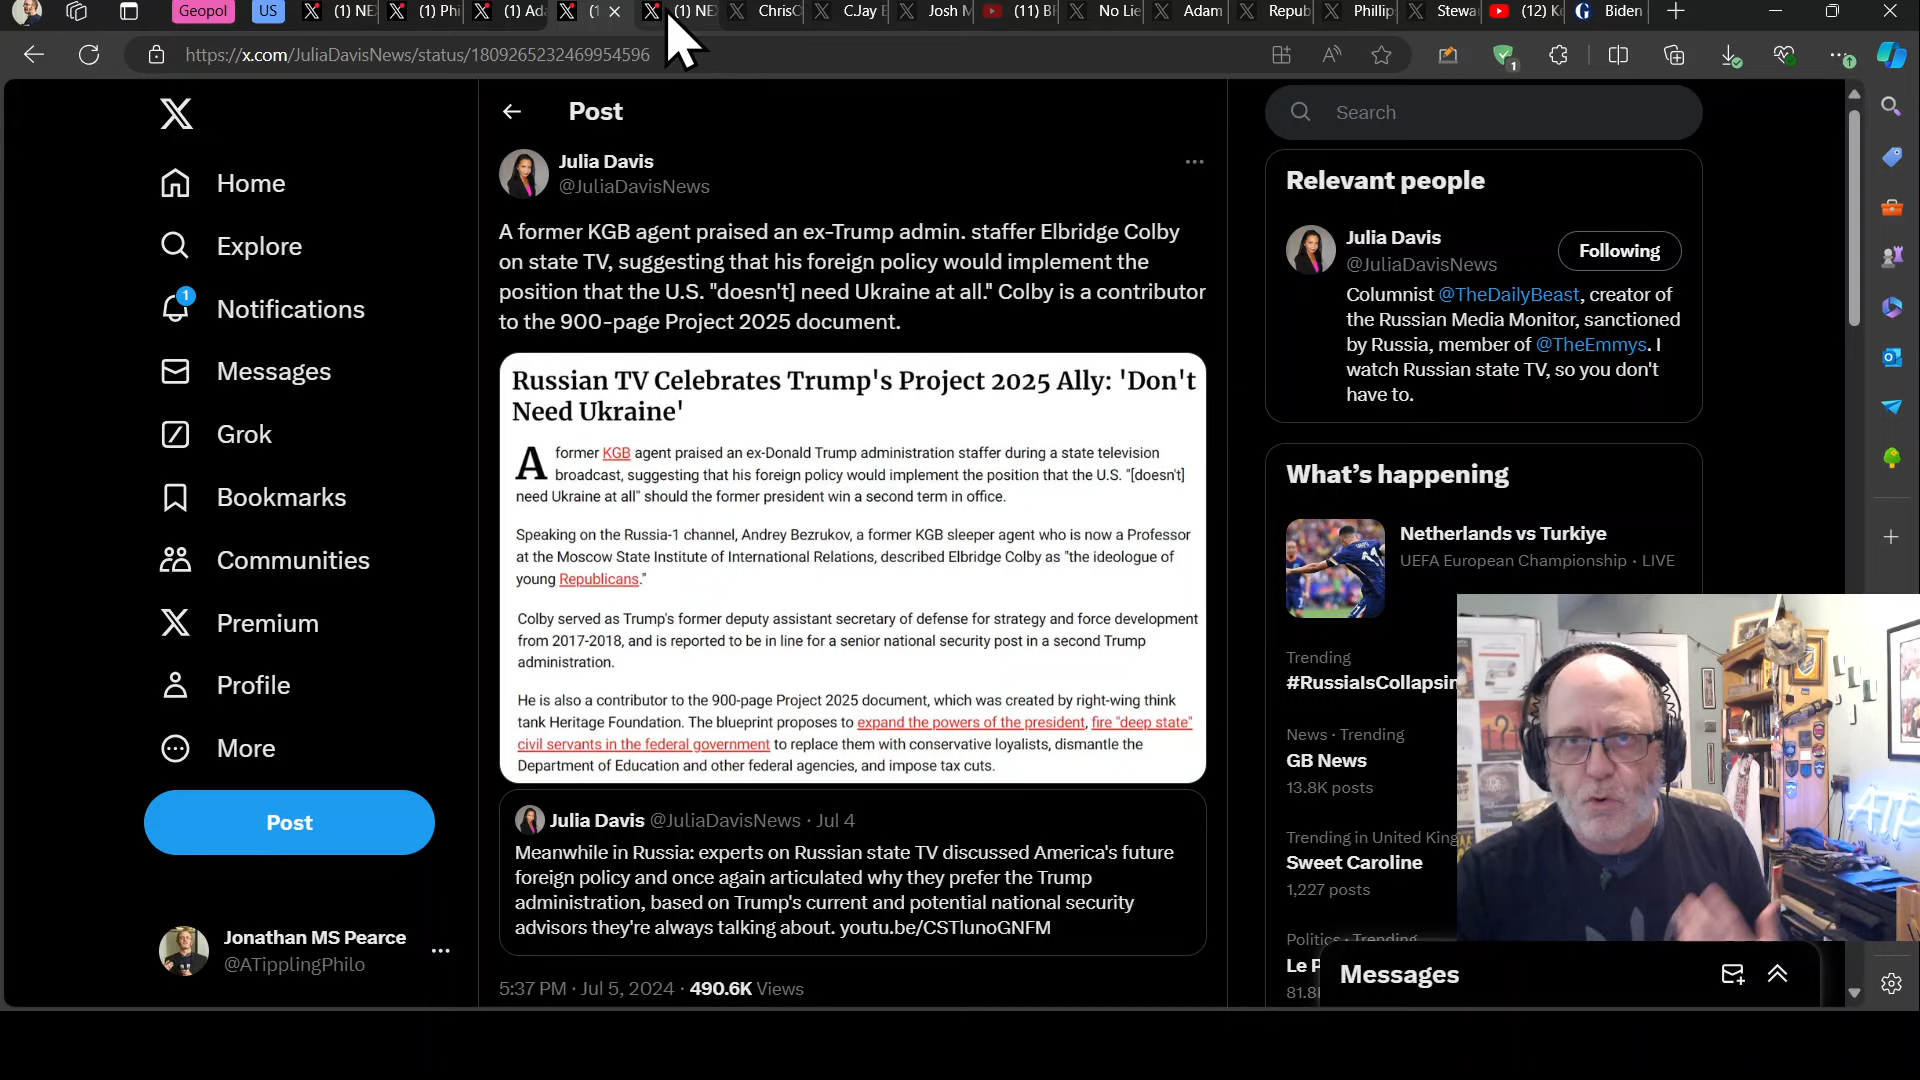 Geopol
US
(1) NE
(1) Phi
(1) Ada
(1
(1) NE
ChrisO
CJay
Josh M
(11)
No Lie
Adam
Repub
Phillip
Stewa
(12)
Biden
https://x.com/JuliaDavisNews/status/1809265232469954596
1
Home
Explore
1
Notifications
Messages
Grok
Bookmarks
Communities
Premium
Profile
More
Post
Jonathan MS Pearce
@ATipplingPhilo
Post
Julia Davis
@JuliaDavisNews
A former KGB agent praised an ex-Trump admin. staffer Elbridge Colby
on state TV, suggesting that his foreign policy would implement the
position that the U.S. "doesn't] need Ukraine at all." Colby is a contributor
to the 900-page Project 2025 document.
Russian TV Celebrates Trump's Project 2025 Ally: 'Don't
Need Ukraine'
A former KGB agent praised an ex-Donald Trump administration staffer during a state television
broadcast, suggesting that his foreign policy would implement the position that the U.S. "[doesn't]
need Ukraine at all" should the former president win a second term in office.
Speaking on the Russia-1 channel, Andrey Bezrukov, a former KGB sleeper agent who is now a Professor
at the Moscow State Institute of International Relations, described Elbridge Colby as "the ideologue of
young Republicans."
Colby served as Trump's former deputy assistant secretary of defense for strategy and force development
from 2017-2018, and is reported to be in line for a senior national security post in a second Trump
administration.
He is also a contributor to the 900-page Project 2025 document, which was created by right-wing think
tank Heritage Foundation. The blueprint proposes to expand the powers of the president, fire "deep state"
civil servants in the federal government to replace them with conservative loyalists, dismantle the
Department of Education and other federal agencies, and impose tax cuts.
Julia Davis @JuliaDavisNews · Jul 4
Meanwhile in Russia: experts on Russian state TV discussed America's future
foreign policy and once again articulated why they prefer the Trump
administration, based on Trump's current and potential national security
advisors they're always talking about. youtu.be/CSTlunoGNFM
5:37 PM · Jul 5, 2024 · 490.6K Views
Search
Relevant people
Julia Davis
@JuliaDavisNews
Following
Columnist @TheDailyBeast, creator of
the Russian Media Monitor, sanctioned
by Russia, member of @TheEmmys. I
watch Russian state TV, so you don't
have to.
What's happening
Netherlands vs Turkiye
UEFA European Championship · LIVE
Trending
#RussiaIsCollapsin
News · Trending
GB News
13.8K posts
Trending in United King
Sweet Caroline
1,227 posts
Politics · Trending
Le P
81.8
Messages
ATP